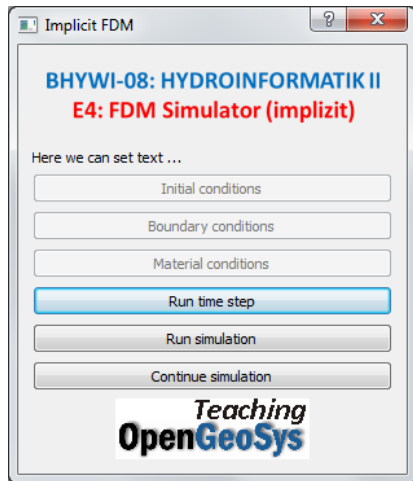 Implicit FDM
BHYWI-08: HYDROINFORMATIK II
E4: FDM Simulator (implizit)
Here we can set text ...
Initial conditions
Boundary conditions
Material conditions
Run time step
Run simulation
Continue simulation
Teaching
OpenGeoSys